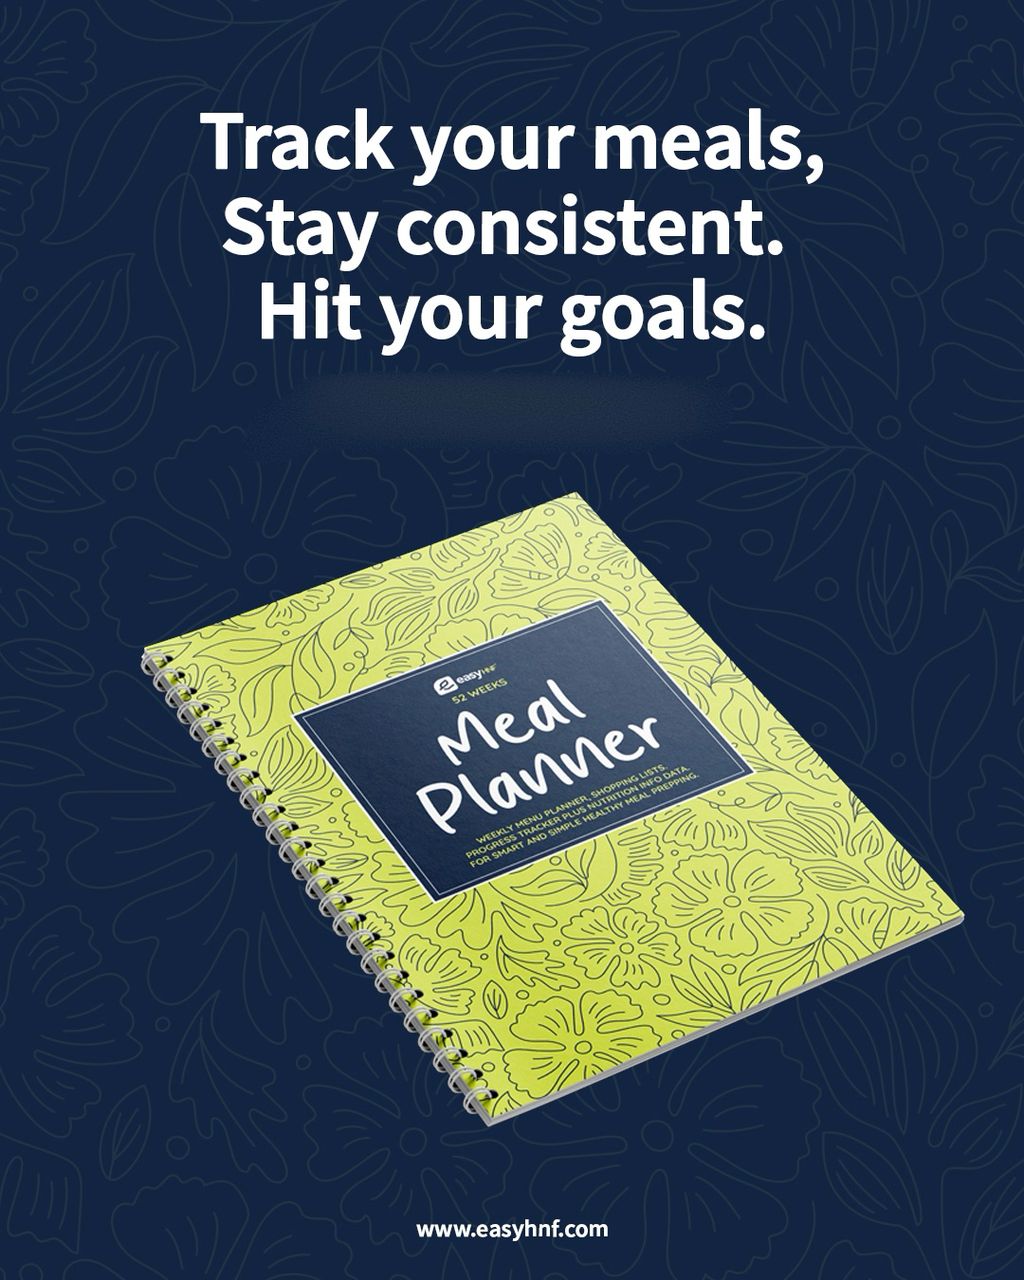 Track your meals,
Stay consistent.
Hit your goals.
easyHNF
52 WEEKS
Meal
Planner
WEEKLY MENU PLANNER, SHOPPING LISTS,
PROGRESS TRACKER PLUS NUTRITION INFO DATA.
FOR SMART AND SIMPLE HEALTHY MEAL PREPPING.
www.easyhnf.com